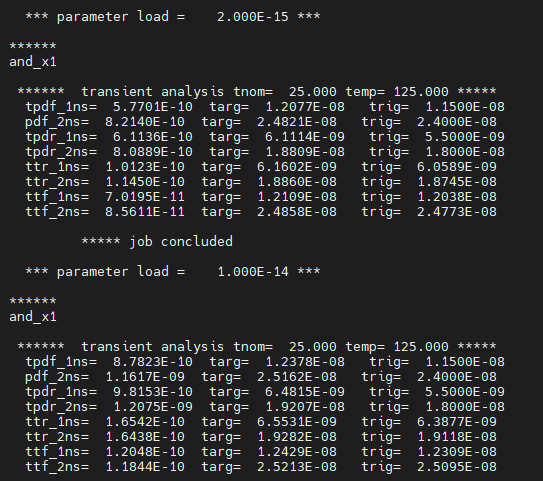 *** parameter load =    2.000E-15 ***
******
and_x1
******  transient analysis tnom=  25.000 temp= 125.000 *****
tpdf_1ns=  5.7701E-10  targ=  1.2077E-08   trig=  1.1500E-08
pdf_2ns=  8.2140E-10  targ=  2.4821E-08   trig=  2.4000E-08
tpdr_1ns=  6.1136E-10  targ=  6.1114E-09   trig=  5.5000E-09
tpdr_2ns=  8.0889E-10  targ=  1.8809E-08   trig=  1.8000E-08
ttr_1ns=  1.0123E-10  targ=  6.1602E-09   trig=  6.0589E-09
ttr_2ns=  1.1450E-10  targ=  1.8860E-08   trig=  1.8745E-08
ttf_1ns=  7.0195E-11  targ=  1.2109E-08   trig=  1.2038E-08
ttf_2ns=  8.5611E-11  targ=  2.4858E-08   trig=  2.4773E-08
***** job concluded
*** parameter load =    1.000E-14 ***
******
and_x1
******  transient analysis tnom=  25.000 temp= 125.000 *****
tpdf_1ns=  8.7823E-10  targ=  1.2378E-08   trig=  1.1500E-08
pdf_2ns=  1.1617E-09  targ=  2.5162E-08   trig=  2.4000E-08
tpdr_1ns=  9.8153E-10  targ=  6.4815E-09   trig=  5.5000E-09
tpdr_2ns=  1.2075E-09  targ=  1.9207E-08   trig=  1.8000E-08
ttr_1ns=  1.6542E-10  targ=  6.5531E-09   trig=  6.3877E-09
ttr_2ns=  1.6438E-10  targ=  1.9282E-08   trig=  1.9118E-08
ttf_1ns=  1.2048E-10  targ=  1.2429E-08   trig=  1.2309E-08
ttf_2ns=  1.1844E-10  targ=  2.5213E-08   trig=  2.5095E-08